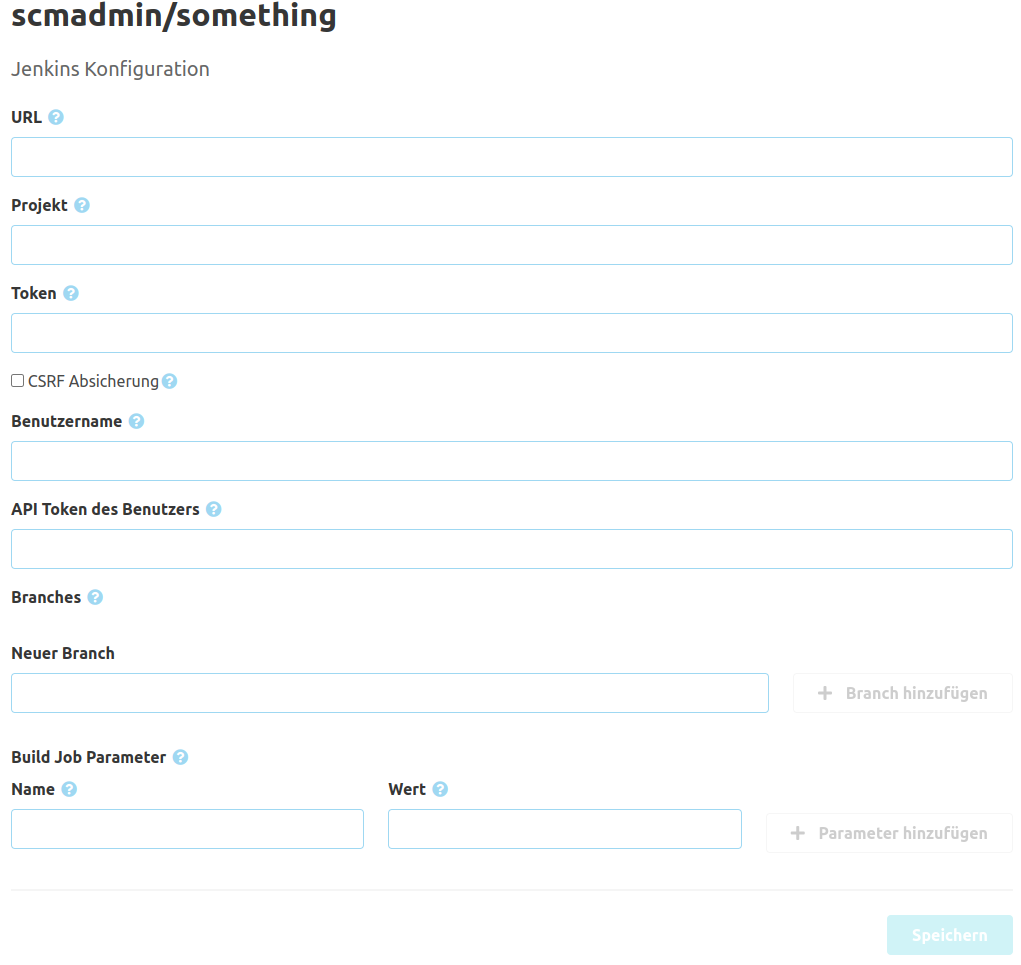 scmadmin/something
Jenkins Konfiguration
URL ?
Projekt ?
Token ?
CSRF Absicherung ?
Benutzername ?
API Token des Benutzers ?
Branches ?
Neuer Branch
+ Branch hinzufügen
Build Job Parameter ?
Name ? Wert ?
+ Parameter hinzufügen
Speichern